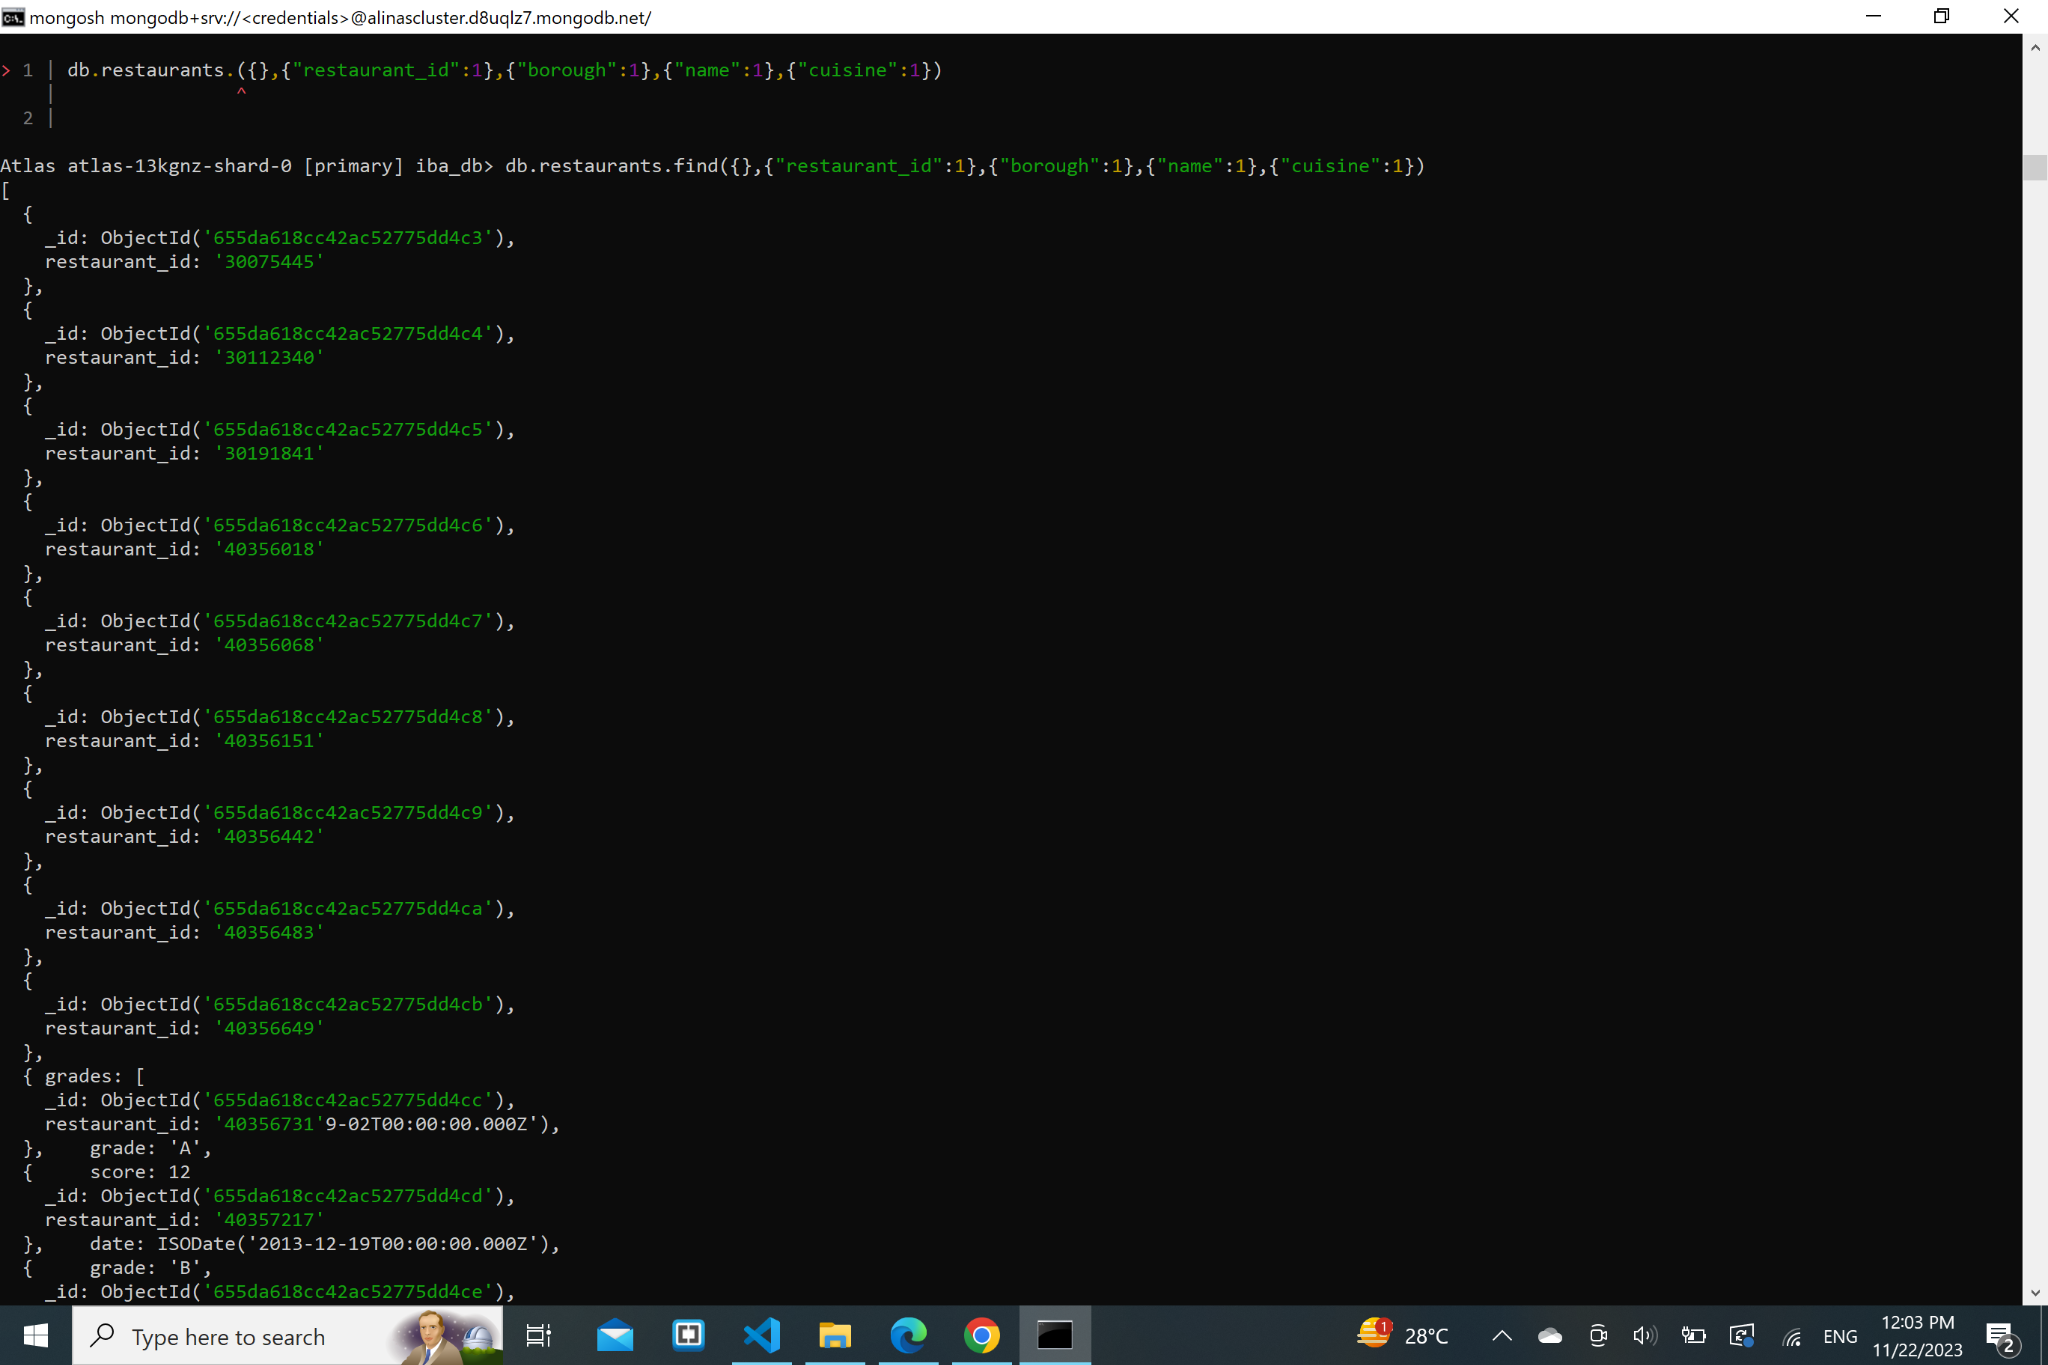 mongosh mongodb+srv://<credentials>@alinascluster.d8uqlz7.mongodb.net/
> 1 | db.restaurants.({},{"restaurant_id":1},{"borough":1},{"name":1},{"cuisine":1})
| ^
2 |
Atlas atlas-13kgnz-shard-0 [primary] iba_db> db.restaurants.find({},{"restaurant_id":1},{"borough":1},{"name":1},{"cuisine":1})
[
{
_id: ObjectId('655da618cc42ac52775dd4c3'),
restaurant_id: '30075445'
},
{
_id: ObjectId('655da618cc42ac52775dd4c4'),
restaurant_id: '30112340'
},
{
_id: ObjectId('655da618cc42ac52775dd4c5'),
restaurant_id: '30191841'
},
{
_id: ObjectId('655da618cc42ac52775dd4c6'),
restaurant_id: '40356018'
},
{
_id: ObjectId('655da618cc42ac52775dd4c7'),
restaurant_id: '40356068'
},
{
_id: ObjectId('655da618cc42ac52775dd4c8'),
restaurant_id: '40356151'
},
{
_id: ObjectId('655da618cc42ac52775dd4c9'),
restaurant_id: '40356442'
},
{
_id: ObjectId('655da618cc42ac52775dd4ca'),
restaurant_id: '40356483'
},
{
_id: ObjectId('655da618cc42ac52775dd4cb'),
restaurant_id: '40356649'
},
{ grades: [
_id: ObjectId('655da618cc42ac52775dd4cc'),
restaurant_id: '40356731'9-02T00:00:00.000Z'),
}, grade: 'A',
{ score: 12
_id: ObjectId('655da618cc42ac52775dd4cd'),
restaurant_id: '40357217'
}, date: ISODate('2013-12-19T00:00:00.000Z'),
{ grade: 'B',
_id: ObjectId('655da618cc42ac52775dd4ce'),
Type here to search
1
28°C
ENG
12:03 PM
11/22/2023
2